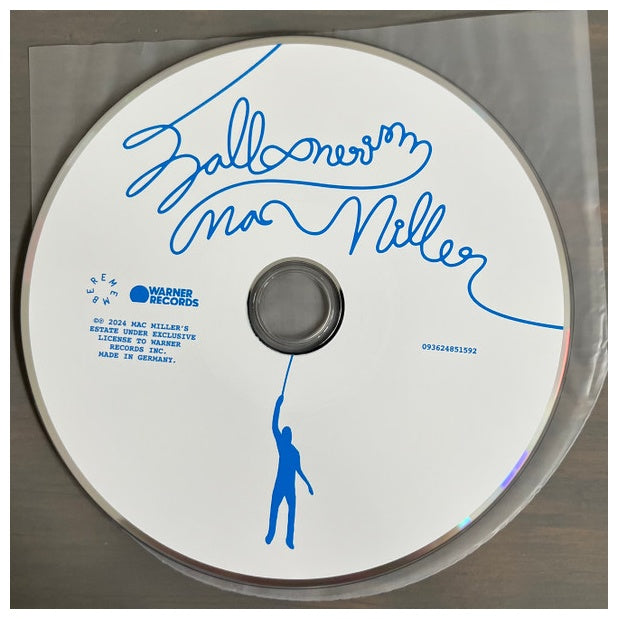 Balloonerism
Mac Miller
REMEMBER
WARNER
RECORDS
©℗ 2024 MAC MILLER'S
ESTATE UNDER EXCLUSIVE
LICENSE TO WARNER
RECORDS INC.
MADE IN GERMANY.
093624851592